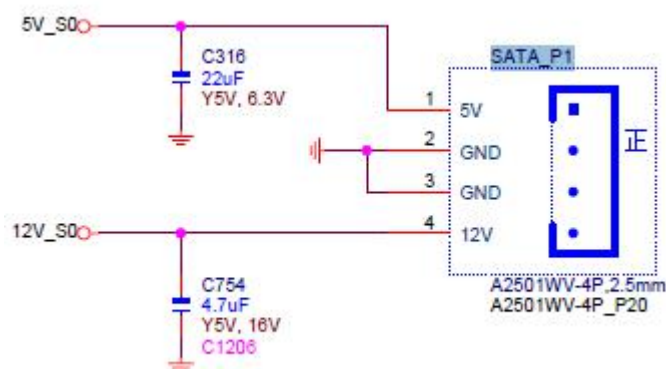 5V_S0
C316
22uF
Y5V, 6.3V
SATA_P1
1 5V
2 GND
3 GND
4 12V
正
12V_S0
C754
4.7uF
Y5V, 16V
C1206
A2501WV-4P,2.5mm
A2501WV-4P_P20